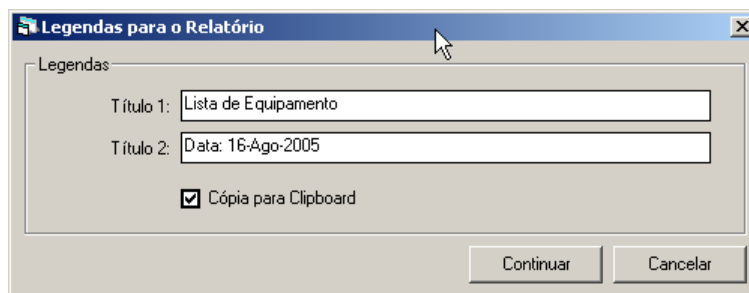 Legendas para o Relatório
Legendas
Título 1: Lista de Equipamento
Título 2: Data: 16-Ago-2005
Cópia para Clipboard
Continuar Cancelar